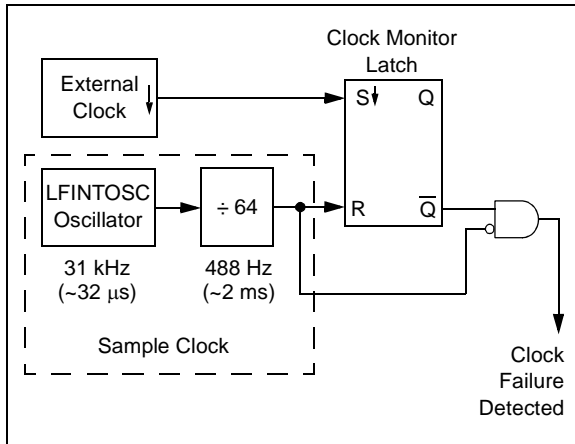 Clock Monitor
Latch
External
Clock
S
Q
LFINTOSC
Oscillator
÷ 64
R
Q̅
31 kHz
(~32 μs)
488 Hz
(~2 ms)
Sample Clock
Clock
Failure
Detected